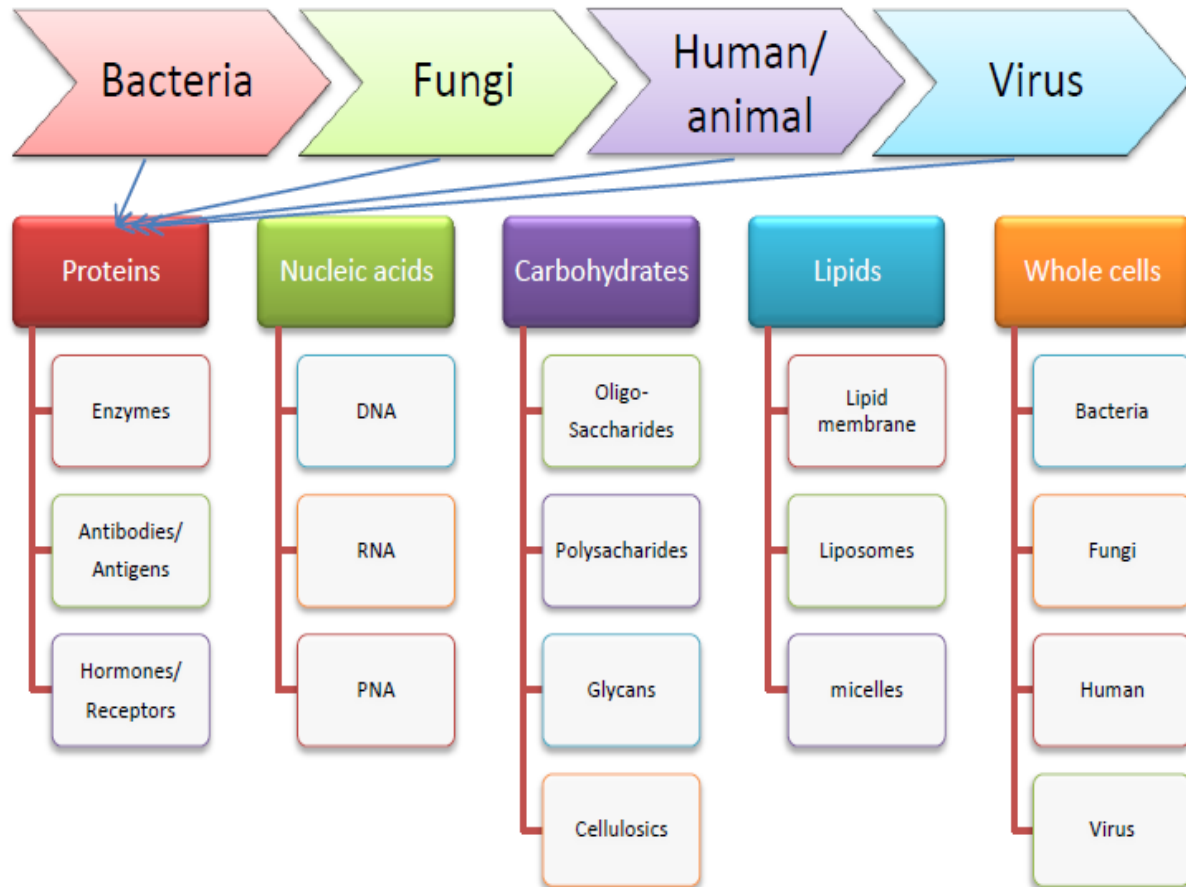 Bacteria
Fungi
Human/
animal
Virus
Proteins
Nucleic acids
Carbohydrates
Lipids
Whole cells
Enzymes
Antibodies/
Antigens
Hormones/
Receptors
DNA
RNA
PNA
Oligo-
Saccharides
Polysacharides
Glycans
Cellulosics
Lipid
membrane
Liposomes
micelles
Bacteria
Fungi
Human
Virus